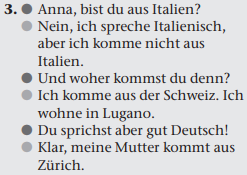 3. ● Anna, bist du aus Italien?
● Nein, ich spreche Italienisch,
aber ich komme nicht aus
Italien.
● Und woher kommst du denn?
● Ich komme aus der Schweiz. Ich
wohne in Lugano.
● Du sprichst aber gut Deutsch!
● Klar, meine Mutter kommt aus
Zürich.